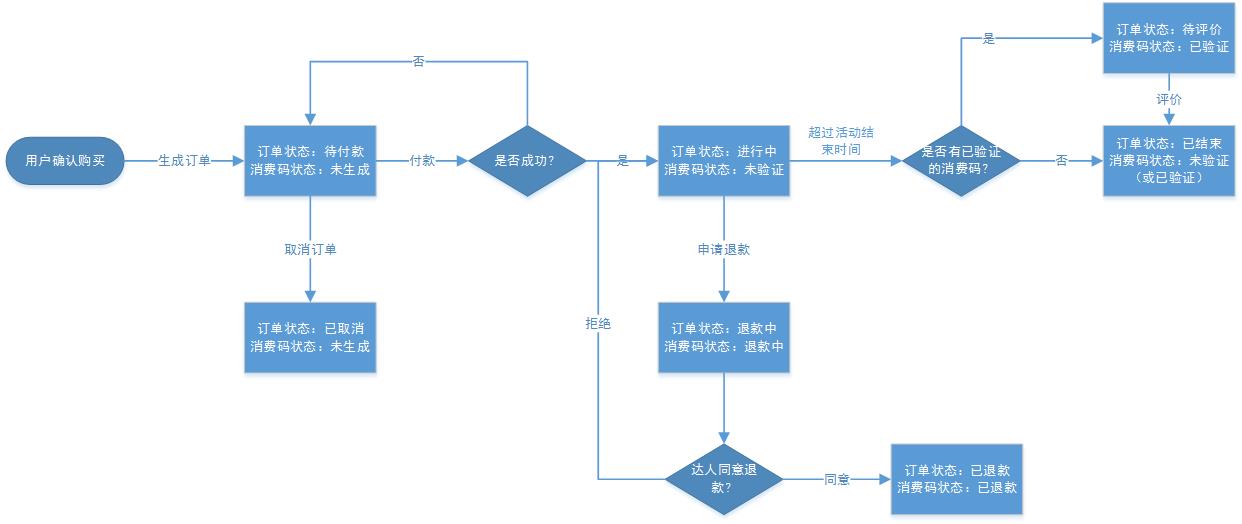 订单状态：待评价
消费码状态：已验证
是
否
评价
用户确认购买
生成订单
订单状态：待付款
消费码状态：未生成
付款
是否成功？
是
订单状态：进行中
消费码状态：未验证
超过活动结
束时间
是否有已验证
的消费码？
否
订单状态：已结束
消费码状态：未验证
（或已验证）
取消订单
申请退款
订单状态：已取消
消费码状态：未生成
拒绝
订单状态：退款中
消费码状态：退款中
达人同意退
款？
同意
订单状态：已退款
消费码状态：已退款